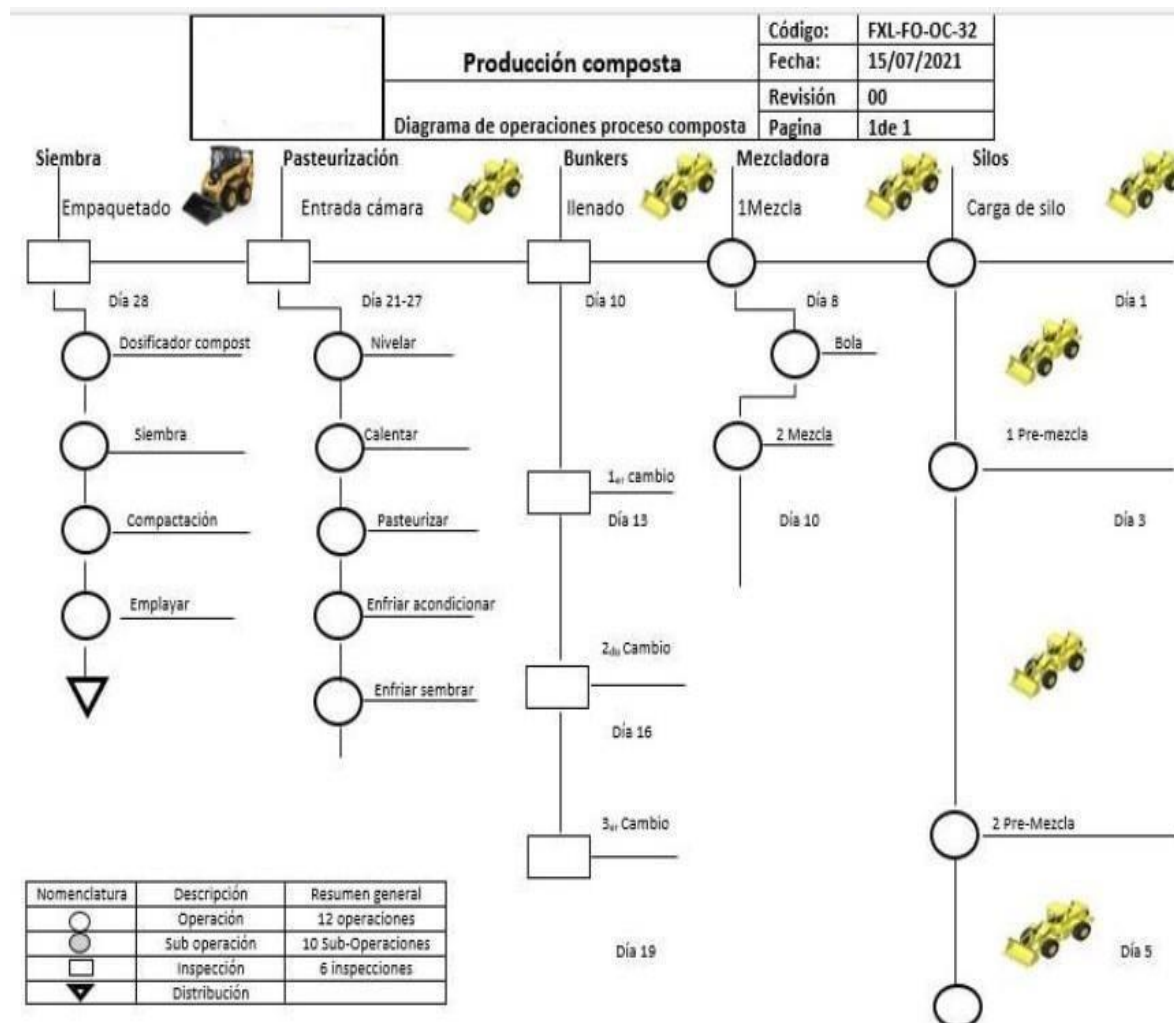 Código: FXL-FO-OC-32
Producción composta
Fecha: 15/07/2021
Revisión 00
Diagrama de operaciones proceso composta
Pagina 1de 1
Siembra Pasteurización Bunkers Mezcladora Silos
Empaquetado Entrada cámara llenado 1Mezcla Carga de silo
Día 28 Día 21-27 Día 10 Día 8 Día 1
Dosificador compost Nivelar Bola
Siembra Calentar 2 Mezcla 1 Pre-mezcla
1er cambio
Compactación Pasteurizar Día 13 Día 10 Día 3
Emplayar Enfriar acondicionar
2do Cambio
Enfriar sembrar
Día 16
3er Cambio 2 Pre-Mezcla
Nomenclatura Descripción Resumen general
Operación 12 operaciones
Sub operación 10 Sub-Operaciones
Inspección 6 inspecciones
Distribución
Día 19 Día 5